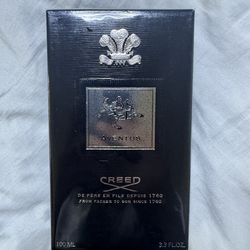 AVENTUS
CREED
DE PÈRE EN FILS DEPUIS 1760
FROM FATHER TO SON SINCE 1760
100 ML 3.3 FL.OZ.